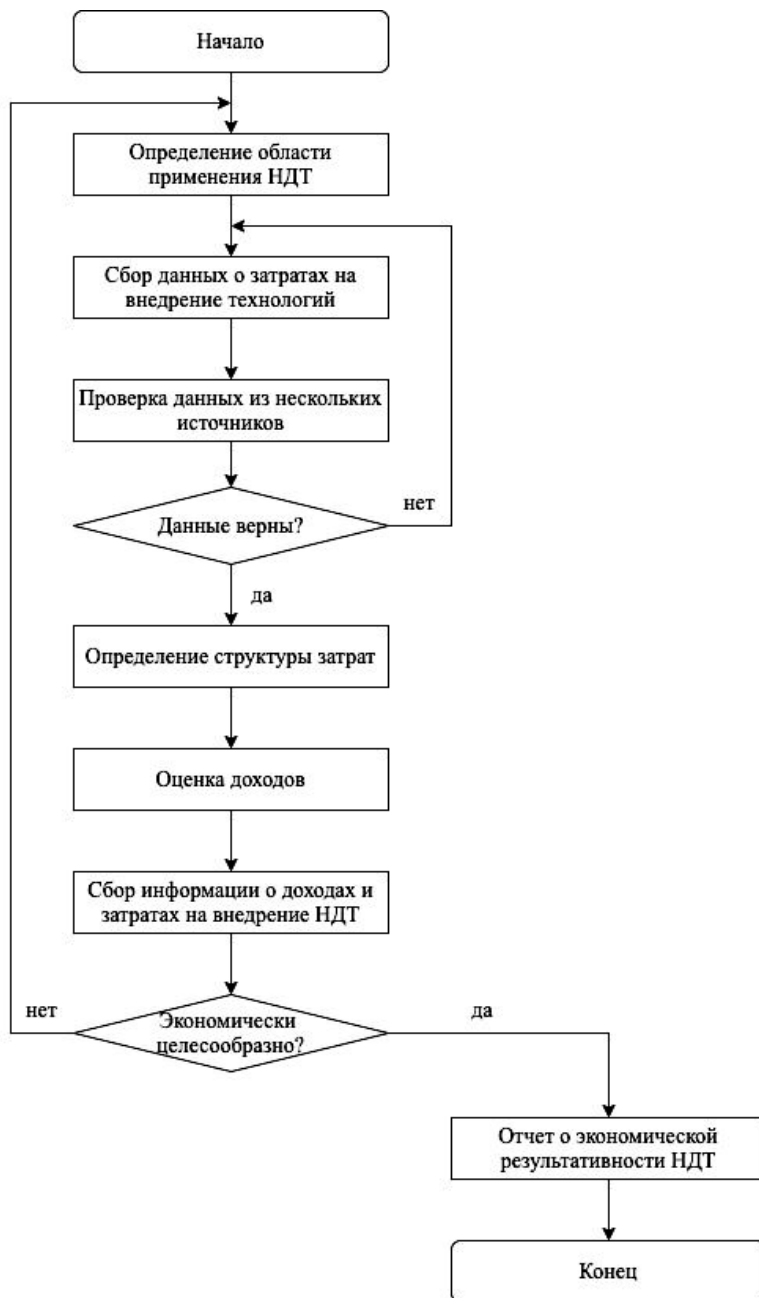 Начало
Определение области
применения НДТ
Сбор данных о затратах на
внедрение технологий
Проверка данных из нескольких
источников
нет
Данные верны?
да
Определение структуры затрат
Оценка доходов
Сбор информации о доходах и
затратах на внедрение НДТ
нет
да
Экономически
целесообразно?
Отчет о экономической
результативности НДТ
Конец